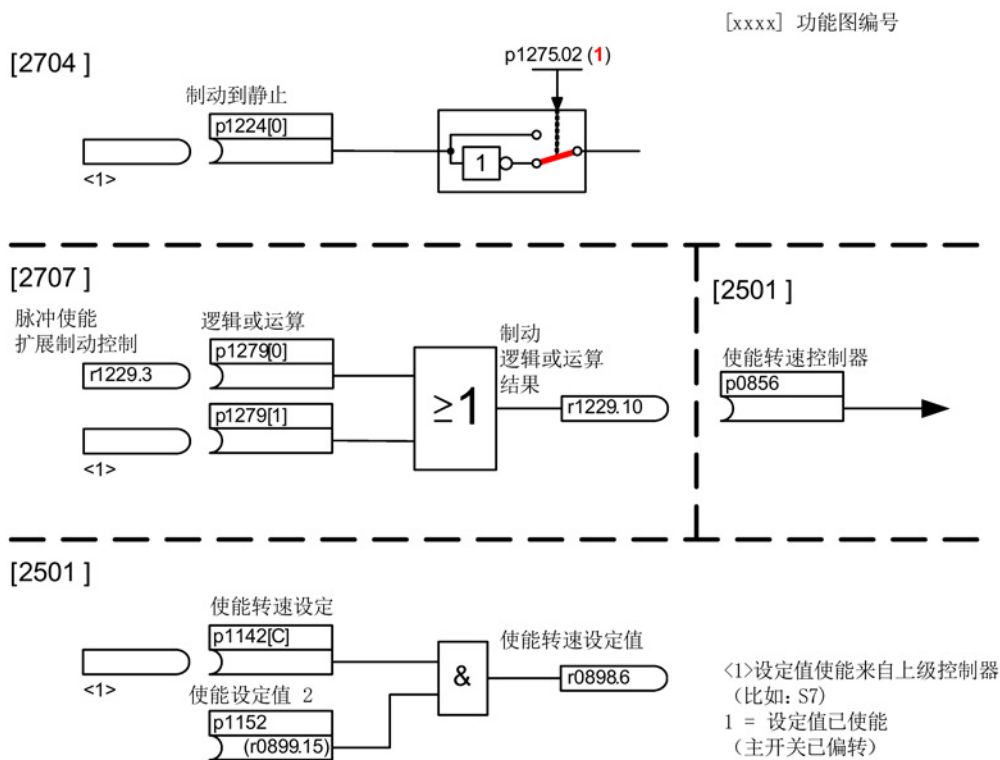 [xxxx] 功能图编号
[2704 ]
p1275.02 (1)
制动到静止
p1224[0]
1
<1>
[2707 ]
[2501 ]
脉冲使能
扩展制动控制
r1229.3
逻辑或运算
p1279[0]
p1279[1]
<1>
≥1
制动
逻辑或运算
结果
r1229.10
使能转速控制器
p0856
[2501 ]
使能转速设定
p1142[C]
<1>
使能设定值 2
p1152
(r0899.15)
&
使能转速设定值
r0898.6
<1>设定值使能来自上级控制器
（比如: S7）
1 = 设定值已使能
（主开关已偏转）